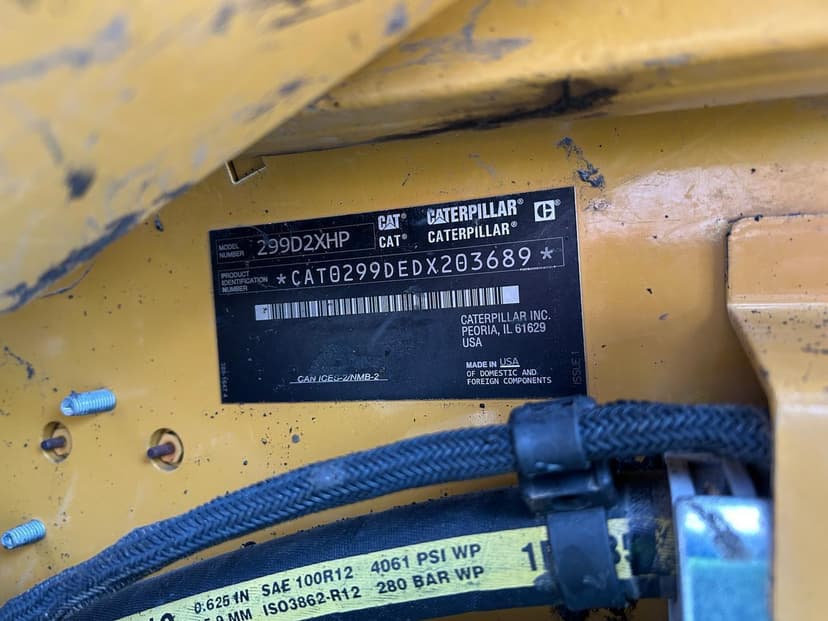 MODEL NUMBER 299D2XHP CAT® CATERPILLAR® C
CAT® CATERPILLAR®
PRODUCT IDENTIFICATION NUMBER *CAT0299DEDX203689*
CATERPILLAR INC.
PEORIA, IL 61629
USA
MADE IN USA
OF DOMESTIC AND
FOREIGN COMPONENTS
CAN ICES-2/NMB-2
ISSUE 1
SAE 100R12 4061 PSI WP
ISO3862-R12 280 BAR WP